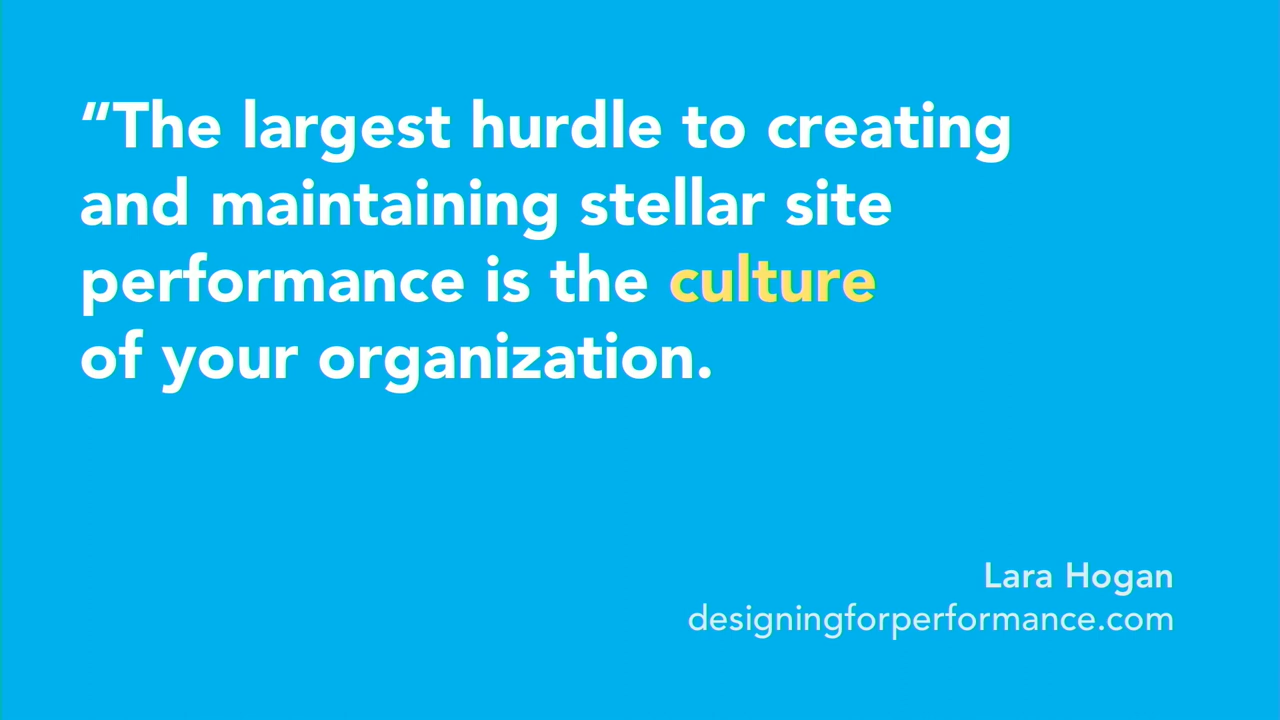 “The largest hurdle to creating
and maintaining stellar site
performance is the culture
of your organization.
Lara Hogan
designingforperformance.com